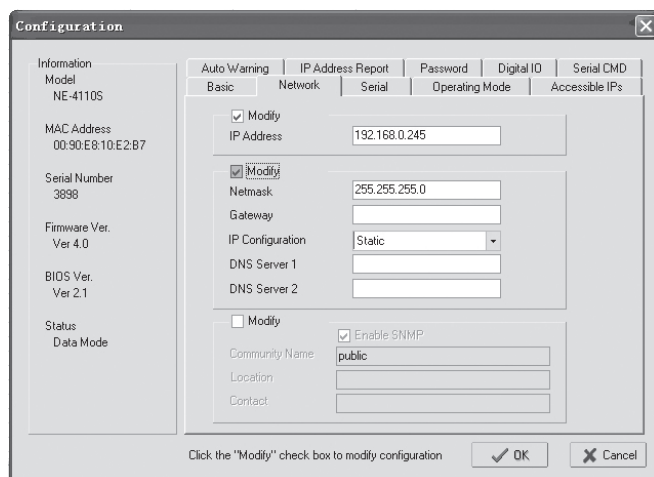 Configuration
Information
Model
NE-4110S
MAC Address
00:90:E8:10:E2:B7
Serial Number
3898
Firmware Ver.
Ver 4.0
BIOS Ver.
Ver 2.1
Status
Data Mode
Auto Warning IP Address Report Password Digital IO Serial CMD
Basic Network Serial Operating Mode Accessible IPs
Modify
IP Address 192.168.0.245
Modify
Netmask 255.255.255.0
Gateway
IP Configuration Static
DNS Server 1
DNS Server 2
Modify
Enable SNMP
Community Name public
Location
Contact
Click the "Modify" check box to modify configuration OK Cancel